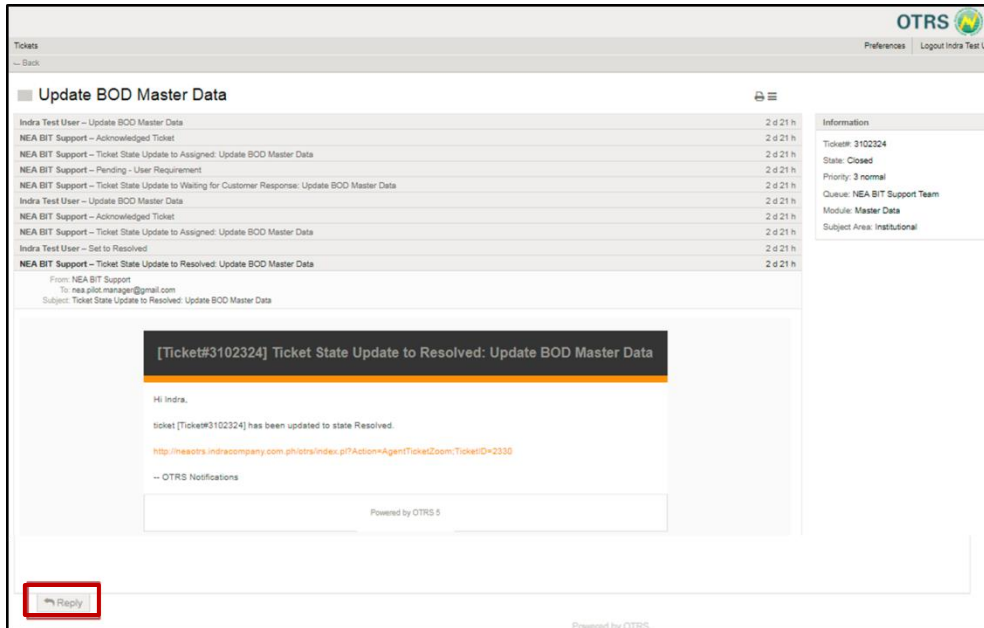 OTRS
Tickets Preferences Logout Indra Test U
← Back
Update BOD Master Data
Indra Test User – Update BOD Master Data 2 d 21 h
NEA BIT Support – Acknowledged Ticket 2 d 21 h
NEA BIT Support – Ticket State Update to Assigned: Update BOD Master Data 2 d 21 h
NEA BIT Support – Pending - User Requirement 2 d 21 h
NEA BIT Support – Ticket State Update to Waiting for Customer Response: Update BOD Master Data 2 d 21 h
Indra Test User – Update BOD Master Data 2 d 21 h
NEA BIT Support – Acknowledged Ticket 2 d 21 h
NEA BIT Support – Ticket State Update to Assigned: Update BOD Master Data 2 d 21 h
Indra Test User – Set to Resolved 2 d 21 h
NEA BIT Support – Ticket State Update to Resolved: Update BOD Master Data 2 d 21 h
From: NEA BIT Support
To: nea.pilot.manager@gmail.com
Subject: Ticket State Update to Resolved: Update BOD Master Data
[Ticket#3102324] Ticket State Update to Resolved: Update BOD Master Data
Hi Indra,
ticket [Ticket#3102324] has been updated to state Resolved.
http://neaotrs.indracompany.com.ph/otrs/index.pl?Action=AgentTicketZoom;TicketID=2330
-- OTRS Notifications
Powered by OTRS 5
Information
Ticket#: 3102324
State: Closed
Priority: 3 normal
Queue: NEA BIT Support Team
Module: Master Data
Subject Area: Institutional
Reply
Powered by OTRS